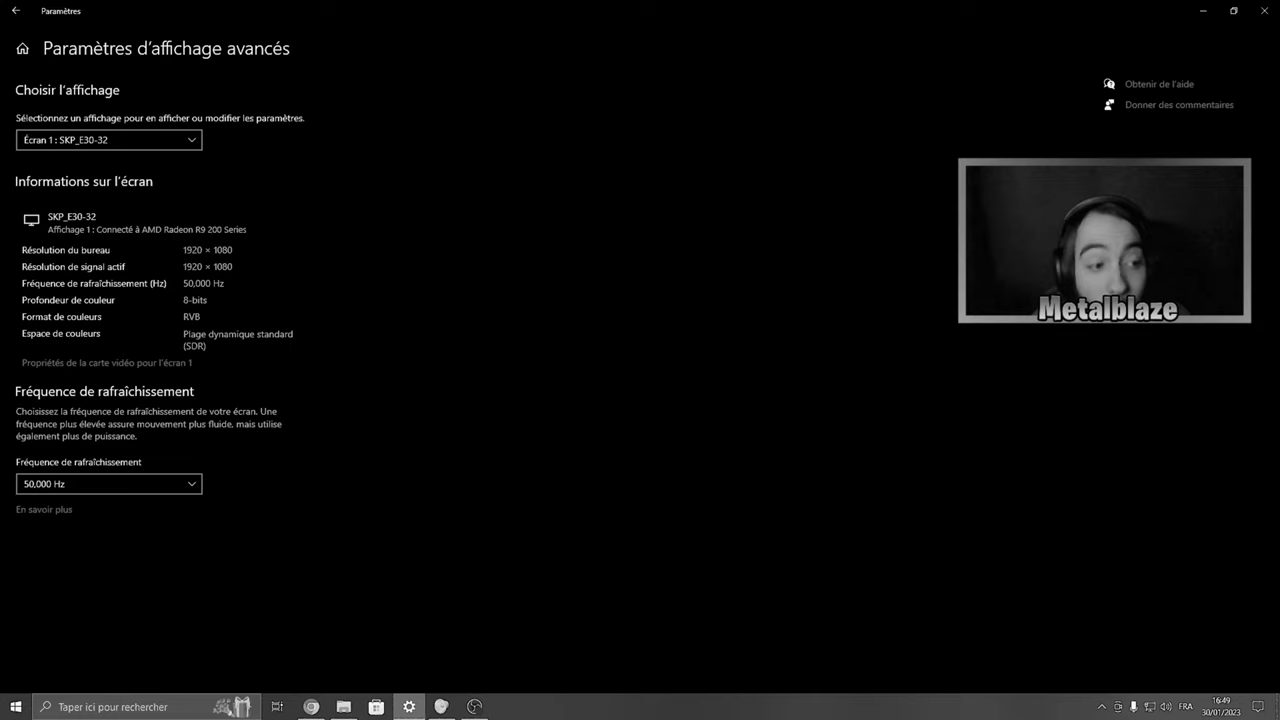 Paramètres
Paramètres d'affichage avancés
Choisir l'affichage
Sélectionnez un affichage pour en afficher ou modifier les paramètres.
Écran 1 : SKP_E30-32
Informations sur l'écran
SKP_E30-32
Affichage 1 : Connecté à AMD Radeon R9 200 Series
Résolution du bureau 1920 × 1080
Résolution de signal actif 1920 × 1080
Fréquence de rafraîchissement (Hz) 50,000 Hz
Profondeur de couleur 8-bits
Format de couleurs RVB
Espace de couleurs Plage dynamique standard
(SDR)
Propriétés de la carte vidéo pour l'écran 1
Fréquence de rafraîchissement
Choisissez la fréquence de rafraîchissement de votre écran. Une
fréquence plus élevée assure mouvement plus fluide, mais utilise
également plus de puissance.
Fréquence de rafraîchissement
50,000 Hz
En savoir plus
Obtenir de l'aide
Donner des commentaires
Metalblaze
Taper ici pour rechercher
FRA
16:49
30/01/2023